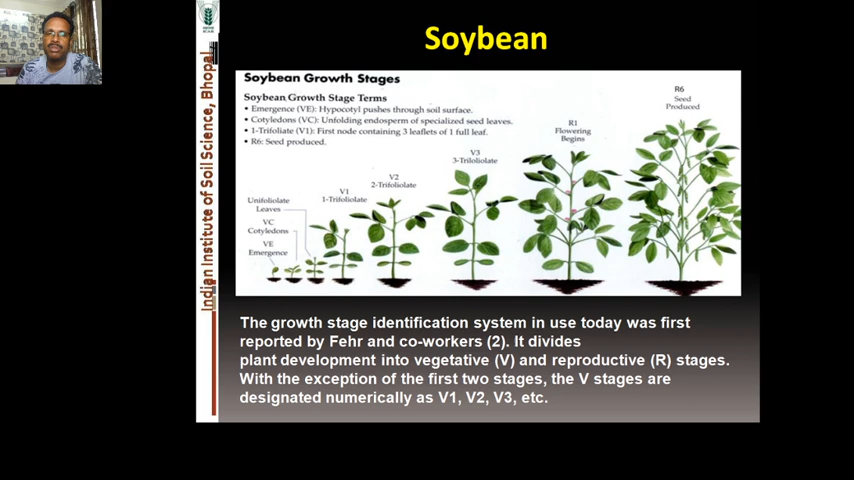 Soybean
Indian Institute of Soil Science, Bhopal
Soybean Growth Stages
Soybean Growth Stage Terms
• Emergence (VE): Hypocotyl pushes through soil surface.
• Cotyledons (VC): Unfolding endosperm of specialized seed leaves.
• 1-Trifoliate (V1): First node containing 3 leaflets of 1 full leaf.
• R6: Seed produced.
R6
Seed
Produced
R1
Flowering
Begins
V3
3-Triloliolate
V2
2-Trifoliolate
V1
1-Trifoliolate
Unifoliolate
Leaves
VC
Cotyledons
VE
Emergence
The growth stage identification system in use today was first
reported by Fehr and co-workers (2). It divides
plant development into vegetative (V) and reproductive (R) stages.
With the exception of the first two stages, the V stages are
designated numerically as V1, V2, V3, etc.